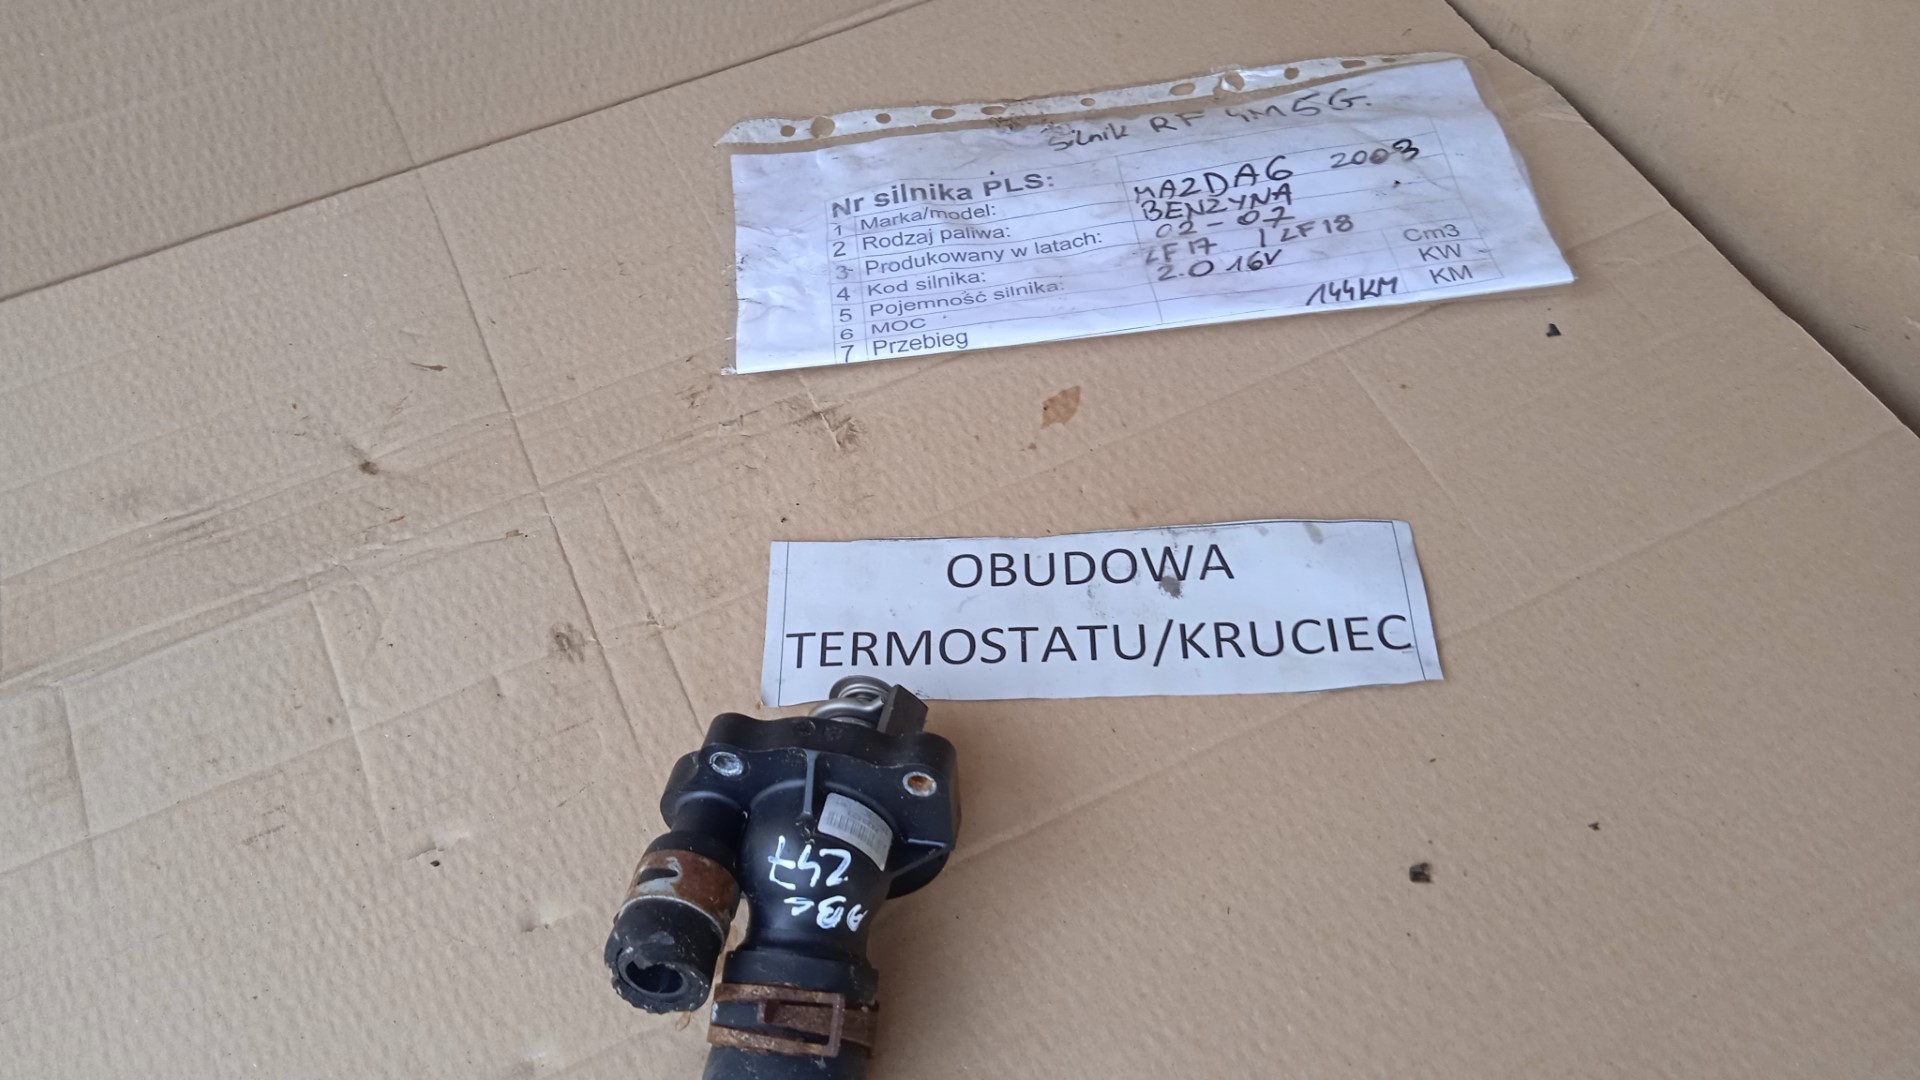 Silnik RF 4M5G.
Nr silnika PLS:
1 Marka/model: MAZDA6 2003
2 Rodzaj paliwa: BENZYNA
3 Produkowany w latach: 02-07
4 Kod silnika: LF17 / LF18
5 Pojemność silnika: 2.0 16V Cm3
6 MOC 144KM KW
7 Przebieg KM
OBUDOWA
TERMOSTATU/KRUCIEC
ABS
247